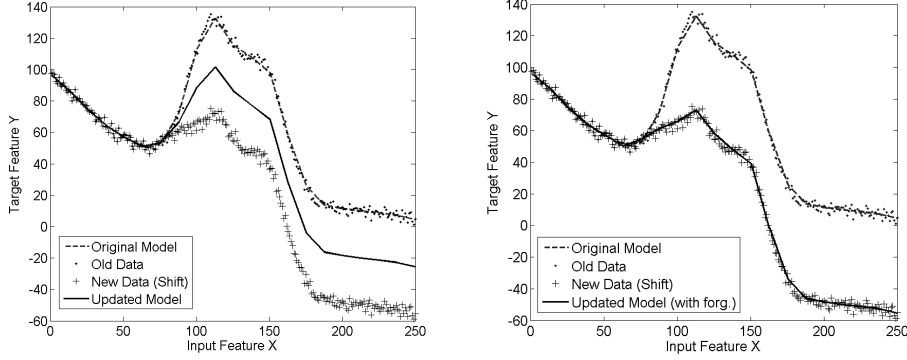 140
120
100
80
60
40
20
0
-20
-40
-60
Target Feature Y
0 50 100 150 200 250
Input Feature X
Original Model
Old Data
New Data (Shift)
Updated Model
140
120
100
80
60
40
20
0
-20
-40
-60
Target Feature Y
0 50 100 150 200 250
Input Feature X
Original Model
Old Data
New Data (Shift)
Updated Model (with forg.)